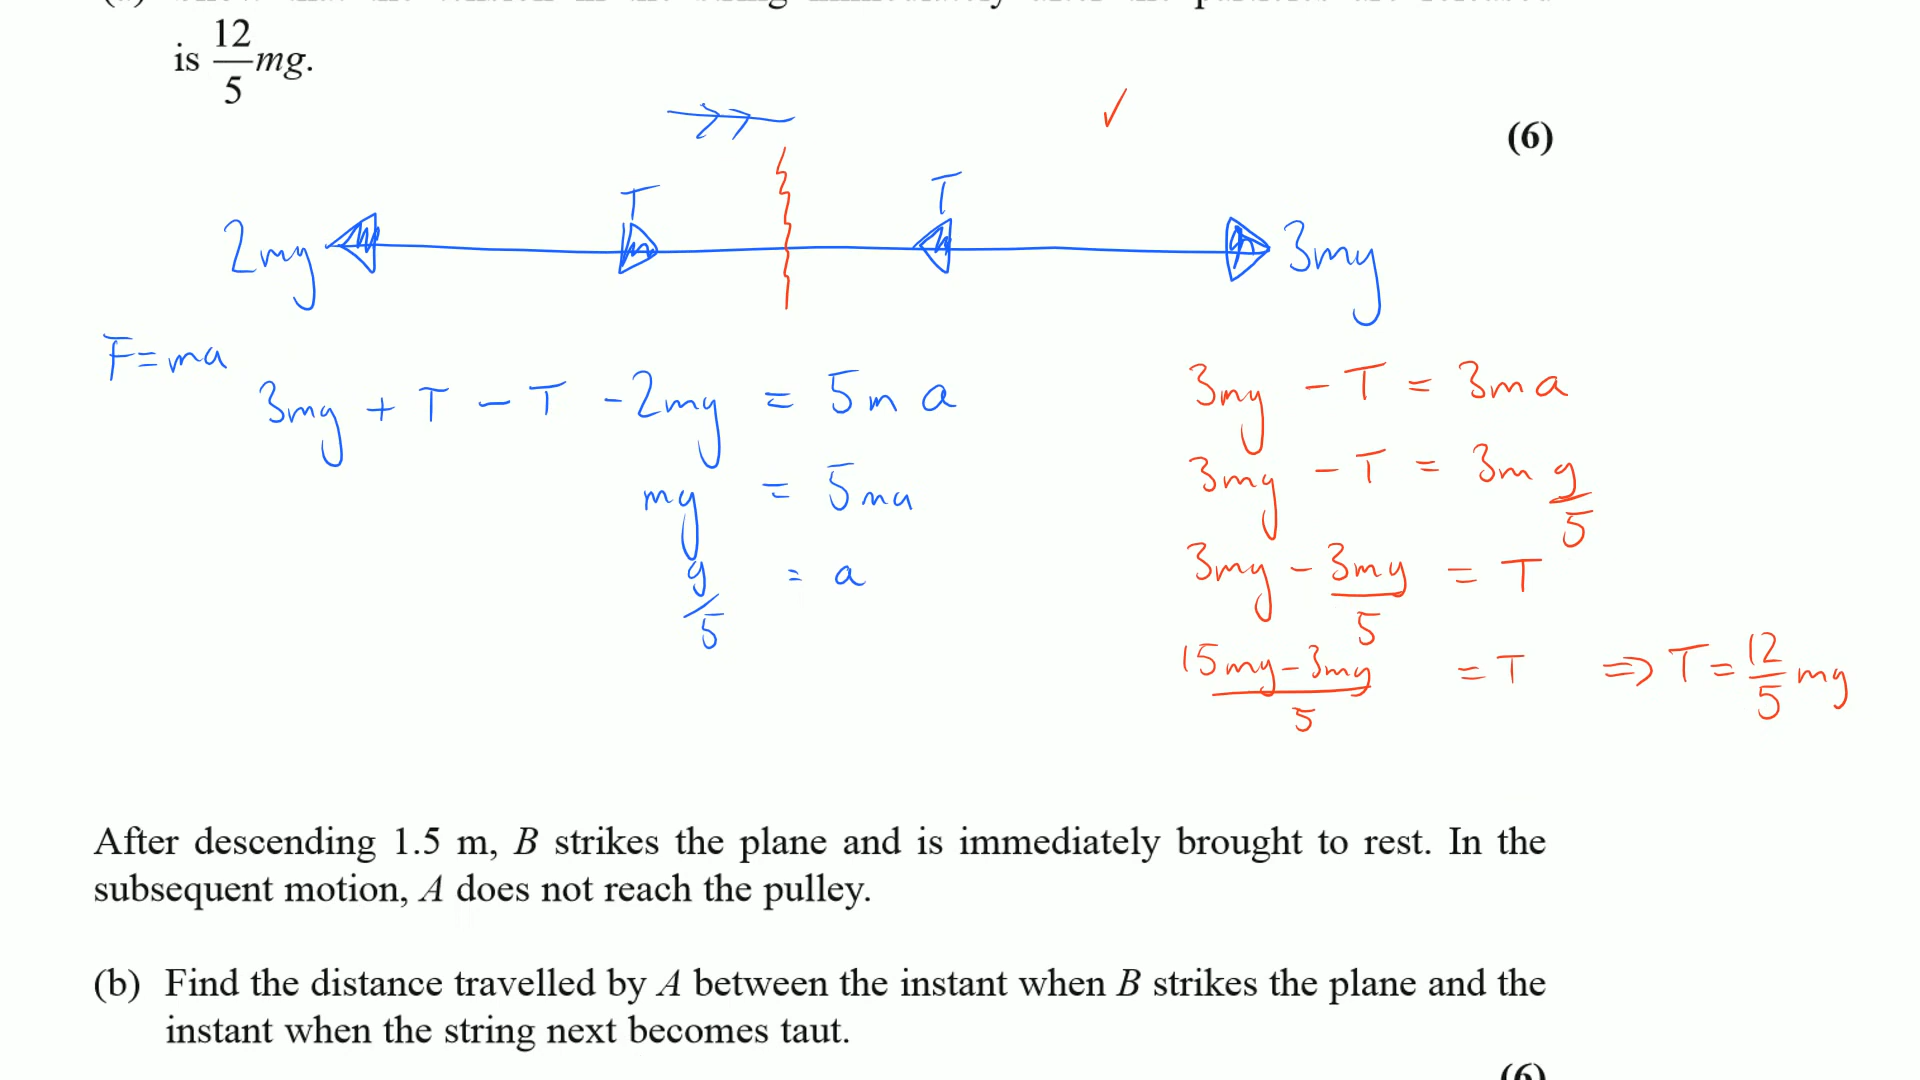 is 12/5 mg.
(6)
T
T
2mg
3mg
F=ma
3mg + T - T - 2mg = 5ma
mg = 5ma
g/5 = a
3mg - T = 3ma
3mg - T = 3m g/5
3mg - 3mg/5 = T
15mg-3mg/5 = T ⇒ T = 12/5 mg
After descending 1.5 m, B strikes the plane and is immediately brought to rest. In the
subsequent motion, A does not reach the pulley.
(b) Find the distance travelled by A between the instant when B strikes the plane and the
instant when the string next becomes taut.
(6)